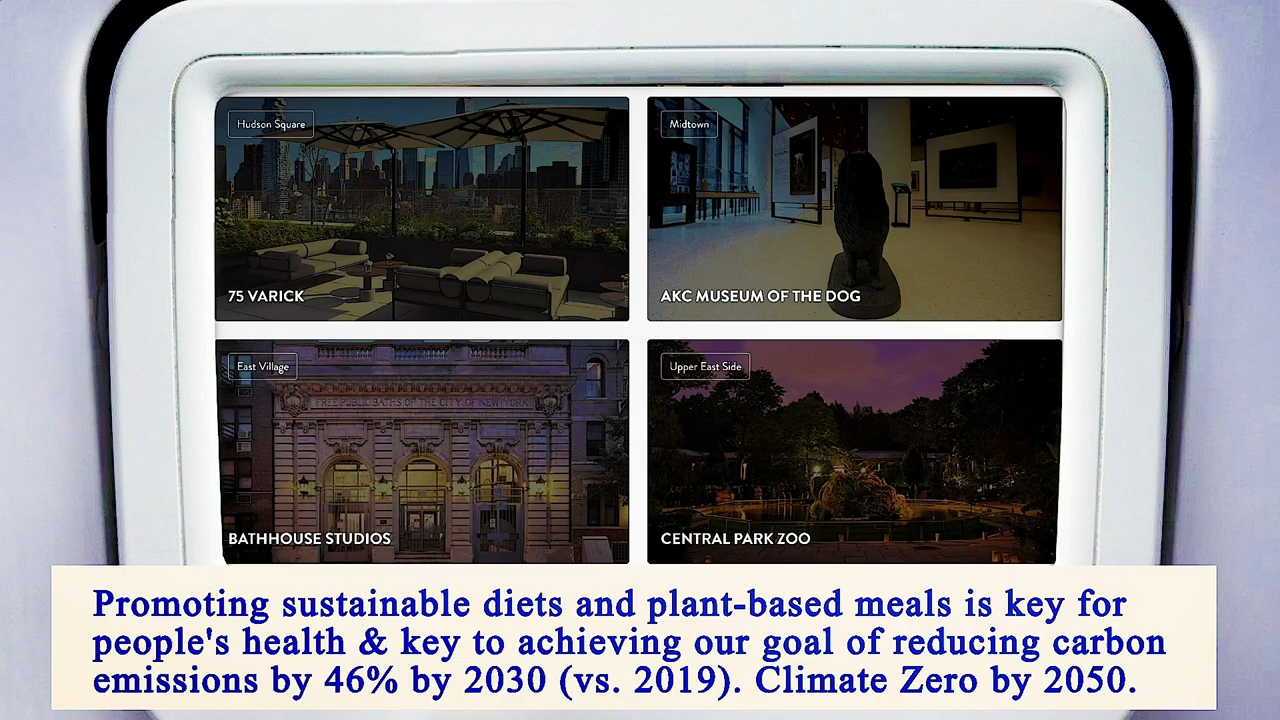 Hudson Square
75 VARICK
Midtown
AKC MUSEUM OF THE DOG
East Village
FREE PUBLIC BATHS OF THE CITY OF NEW YORK
BATHHOUSE STUDIOS
Upper East Side
CENTRAL PARK ZOO
Promoting sustainable diets and plant-based meals is key for
people's health & key to achieving our goal of reducing carbon
emissions by 46% by 2030 (vs. 2019). Climate Zero by 2050.